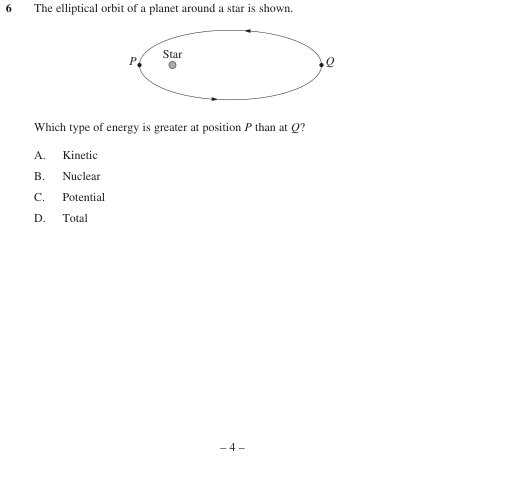 6 The elliptical orbit of a planet around a star is shown.
Star
P
Q
Which type of energy is greater at position P than at Q?
A. Kinetic
B. Nuclear
C. Potential
D. Total
– 4 –